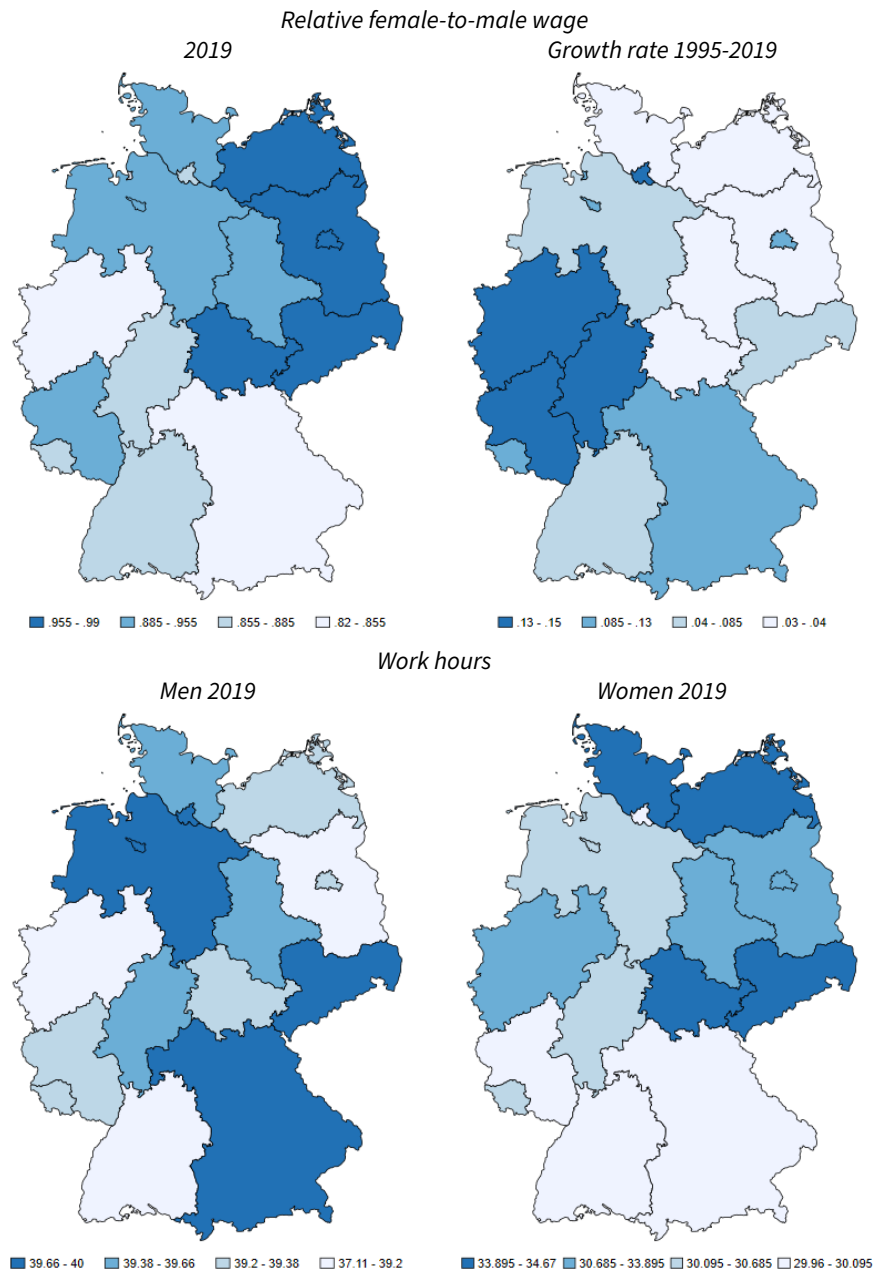 Relative female-to-male wage
2019 Growth rate 1995-2019
.955 - .99 .885 - .955 .855 - .885 .82 - .855 .13 - .15 .085 - .13 .04 - .085 .03 - .04
Work hours
Men 2019 Women 2019
39.66 - 40 39.38 - 39.66 39.2 - 39.38 37.11 - 39.2 33.895 - 34.67 30.685 - 33.895 30.095 - 30.685 29.96 - 30.095